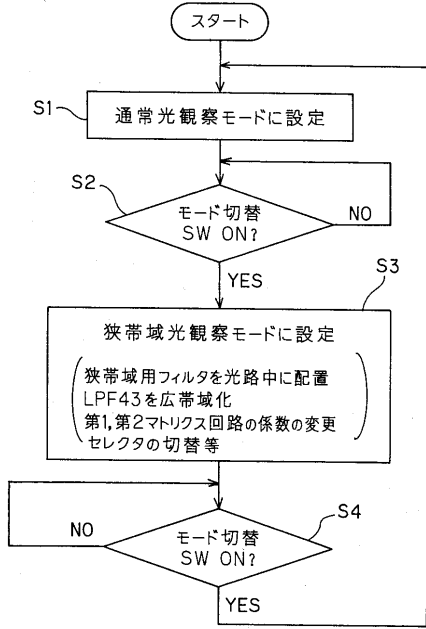 スタート
S1
通常光観察モードに設定
S2
モード切替
SW ON?
NO
YES
S3
狭帯域光観察モードに設定
狭帯域用フィルタを光路中に配置
LPF43を広帯域化
第1,第2マトリクス回路の係数の変更
セレクタの切替等
NO
S4
モード切替
SW ON?
YES